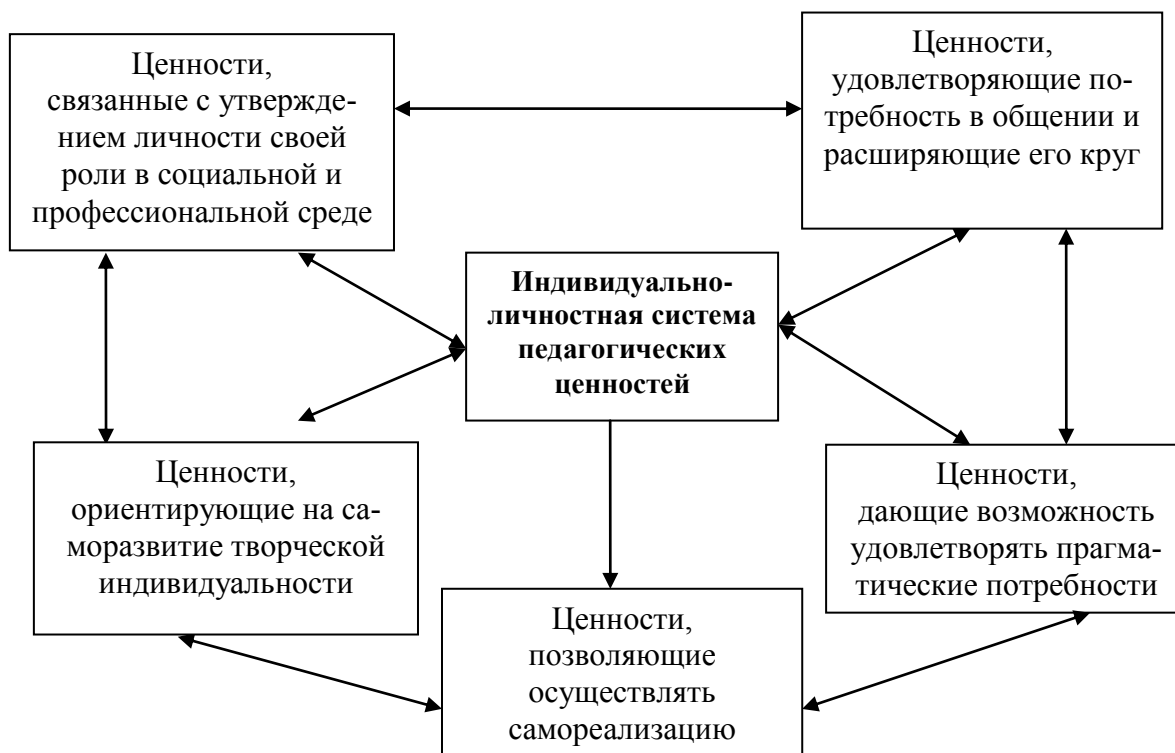 Ценности,
связанные с утвержде-
нием личности своей
роли в социальной и
профессиональной среде
Ценности,
удовлетворяющие по-
требность в общении и
расширяющие его круг
Индивидуально-
личностная система
педагогических
ценностей
Ценности,
ориентирующие на са-
моразвитие творческой
индивидуальности
Ценности,
дающие возможность
удовлетворять прагма-
тические потребности
Ценности,
позволяющие
осуществлять
самореализацию